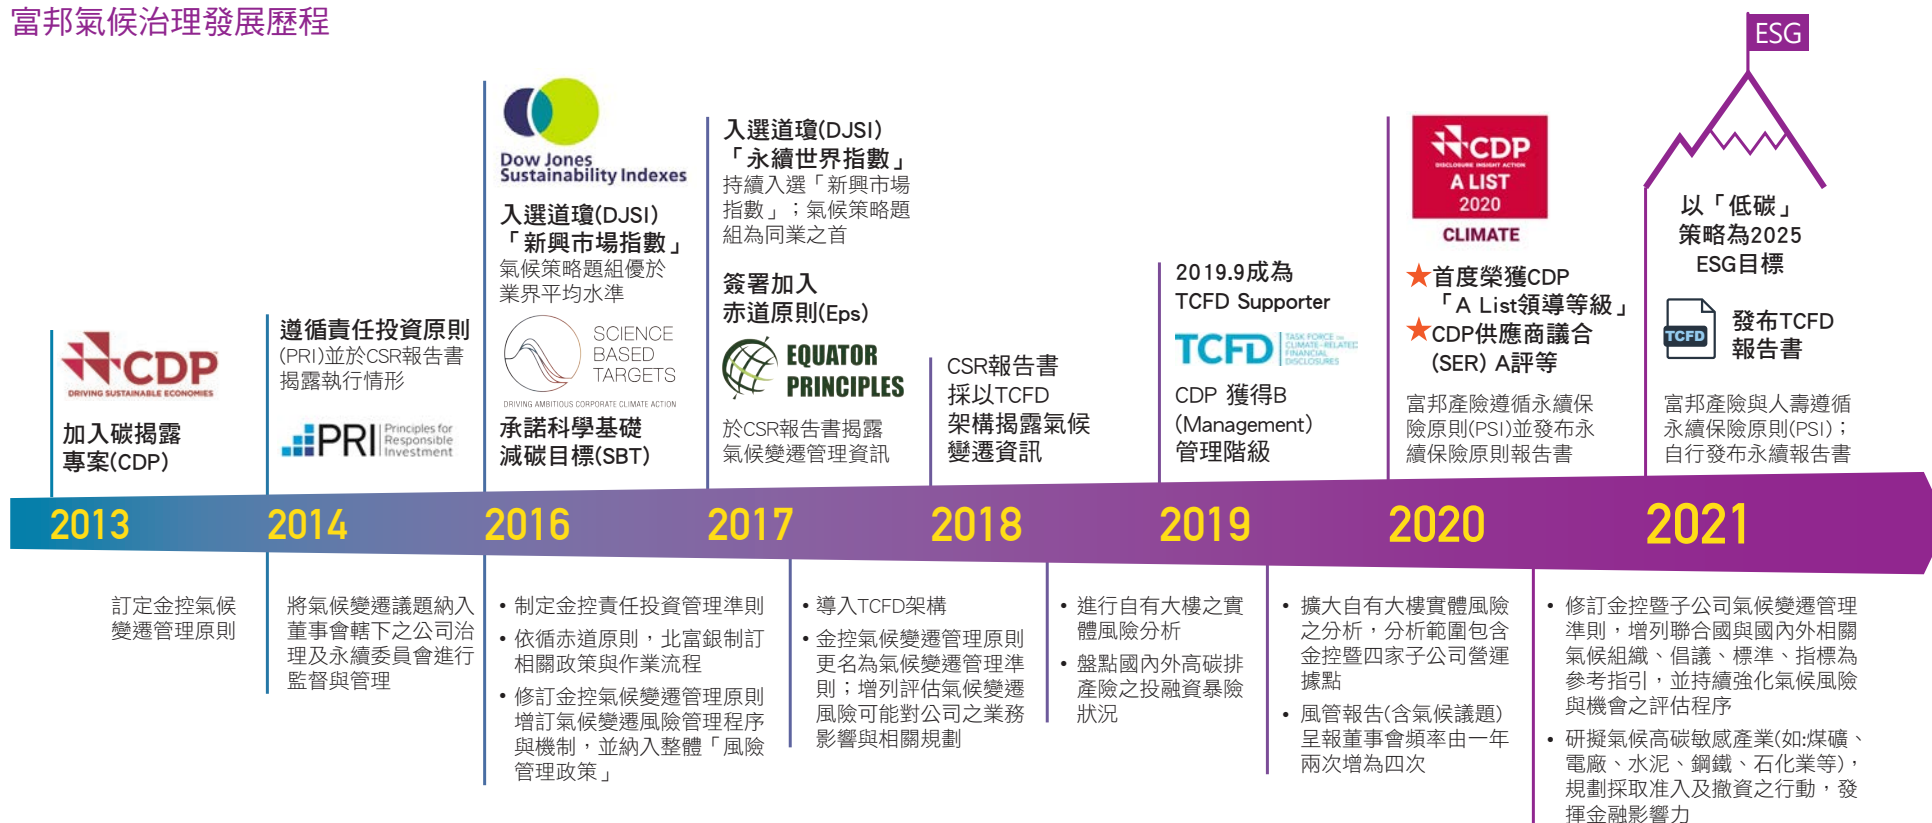 富邦氣候治理發展歷程
ESG
CDP
DRIVING SUSTAINABLE ECONOMIES
加入碳揭露
專案(CDP)
遵循責任投資原則
(PRI)並於CSR報告書
揭露執行情形
PRI Principles for
Responsible
Investment
Dow Jones
Sustainability Indexes
入選道瓊(DJSI)
「新興市場指數」
氣候策略題組優於
業界平均水準
SCIENCE
BASED
TARGETS
DRIVING AMBITIOUS CORPORATE CLIMATE ACTION
承諾科學基礎
減碳目標(SBT)
入選道瓊(DJSI)
「永續世界指數」
持續入選「新興市場
指數」；氣候策略題
組為同業之首
簽署加入
赤道原則(Eps)
EQUATOR
PRINCIPLES
於CSR報告書揭露
氣候變遷管理資訊
CSR報告書
採以TCFD
架構揭露氣候
變遷資訊
2019.9成為
TCFD Supporter
TCFD TASK FORCE ON
CLIMATE-RELATED
FINANCIAL
DISCLOSURES
CDP 獲得B
(Management)
管理階級
CDP
DISCLOSURE INSIGHT ACTION
A LIST
2020
CLIMATE
★首度榮獲CDP
「A List領導等級」
★CDP供應商議合
(SER) A評等
富邦產險遵循永續保
險原則(PSI)並發布永
續保險原則報告書
以「低碳」
策略為2025
ESG目標
TCFD
發布TCFD
報告書
富邦產險與人壽遵循
永續保險原則(PSI)；
自行發布永續報告書
2013
2014
2016
2017
2018
2019
2020
2021
訂定金控氣候
變遷管理原則
將氣候變遷議題納入
董事會轄下之公司治
理及永續委員會進行
監督與管理
• 制定金控責任投資管理準則
• 依循赤道原則，北富銀制訂
相關政策與作業流程
• 修訂金控氣候變遷管理原則
增訂氣候變遷風險管理程序
與機制，並納入整體「風險
管理政策」
• 導入TCFD架構
• 金控氣候變遷管理原則
更名為氣候變遷管理準
則；增列評估氣候變遷
風險可能對公司之業務
影響與相關規劃
• 進行自有大樓之實
體風險分析
• 盤點國內外高碳排
產險之投融資暴險
狀況
• 擴大自有大樓實體風險
之分析，分析範圍包含
金控暨四家子公司營運
據點
• 風管報告(含氣候議題)
呈報董事會頻率由一年
兩次增為四次
• 修訂金控暨子公司氣候變遷管理
準則，增列聯合國與國內外相關
氣候組織、倡議、標準、指標為
參考指引，並持續強化氣候風險
與機會之評估程序
• 研擬氣候高碳敏感產業(如:煤礦、
電廠、水泥、鋼鐵、石化業等)，
規劃採取准入及撤資之行動，發
揮金融影響力